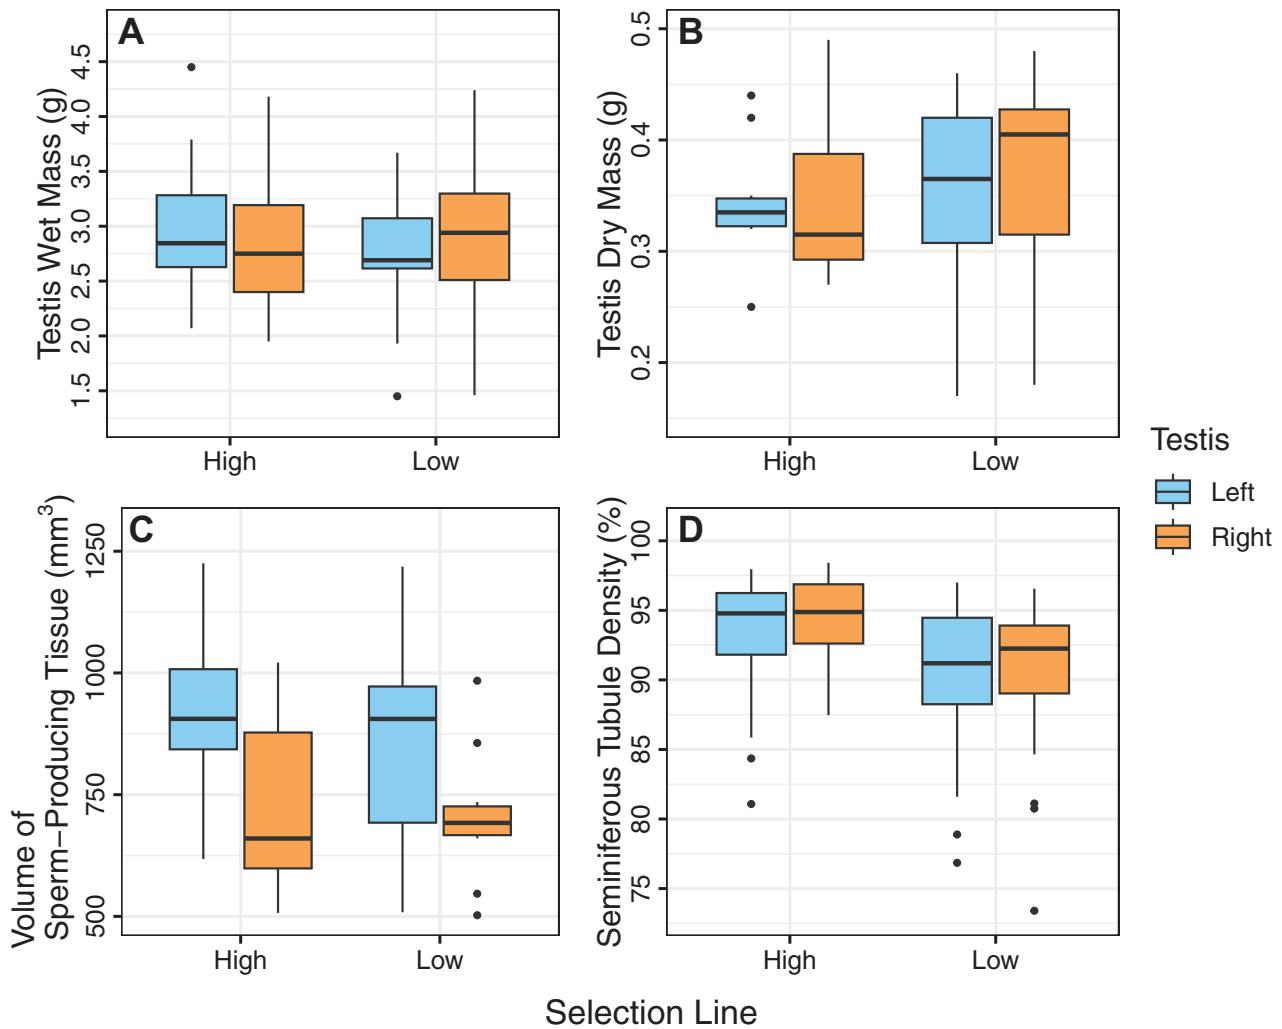 A
Testis Wet Mass (g)
4.5
4.0
3.5
3.0
2.5
2.0
1.5
High
Low
B
Testis Dry Mass (g)
0.5
0.4
0.3
0.2
High
Low
C
Volume of
Sperm−Producing Tissue (mm³)
1250
1000
750
500
High
Low
D
Seminiferous Tubule Density (%)
100
95
90
85
80
75
High
Low
Testis
Left
Right
Selection Line